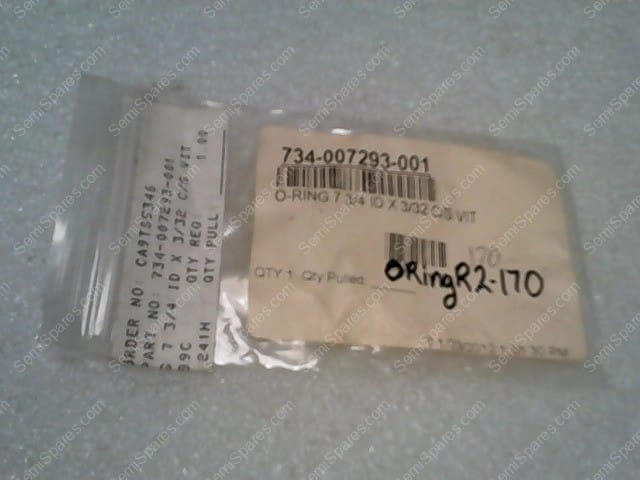 734-007293-001
O-RING 7 3/4 ID X 3/32 C/S VIT
170
QTY 1 Qty Pulled:
ORingR2-170
PM
ORDER NO: CA9TS5346
PART NO: 734-007293-001
7 3/4 ID X 3/32 C/S VIT
09C QTY REQ: 1.00
241H QTY PULL
SemiSpares.com